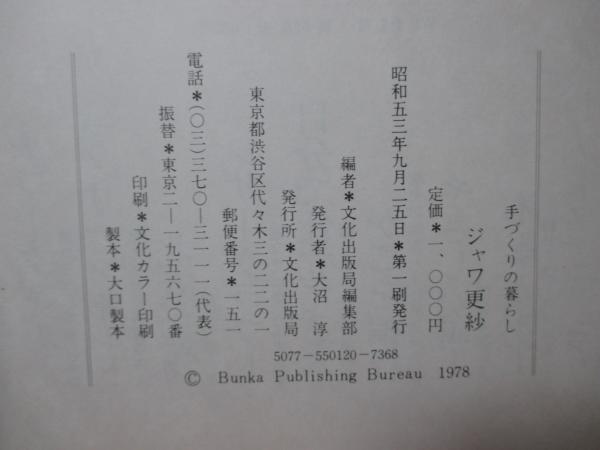 手づくりの暮らし
ジャワ更紗
定価＊一、〇〇〇円
昭和五三年九月二五日＊第一刷発行
編者＊文化出版局編集部
発行者＊大沼　淳
発行所＊文化出版局
東京都渋谷区代々木三の二二の一
郵便番号＊一五一
電話＊(〇三)三七〇―三一一一(代表)
振替＊東京二―一九五六七〇番
印刷＊文化カラー印刷
製本＊大口製本
5077-550120-7368
© Bunka Publishing Bureau 1978